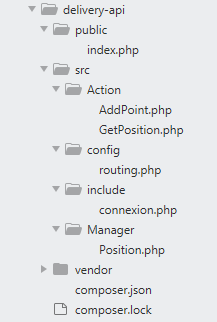 delivery-api
public
index.php
src
Action
AddPoint.php
GetPosition.php
config
routing.php
include
connexion.php
Manager
Position.php
vendor
composer.json
composer.lock